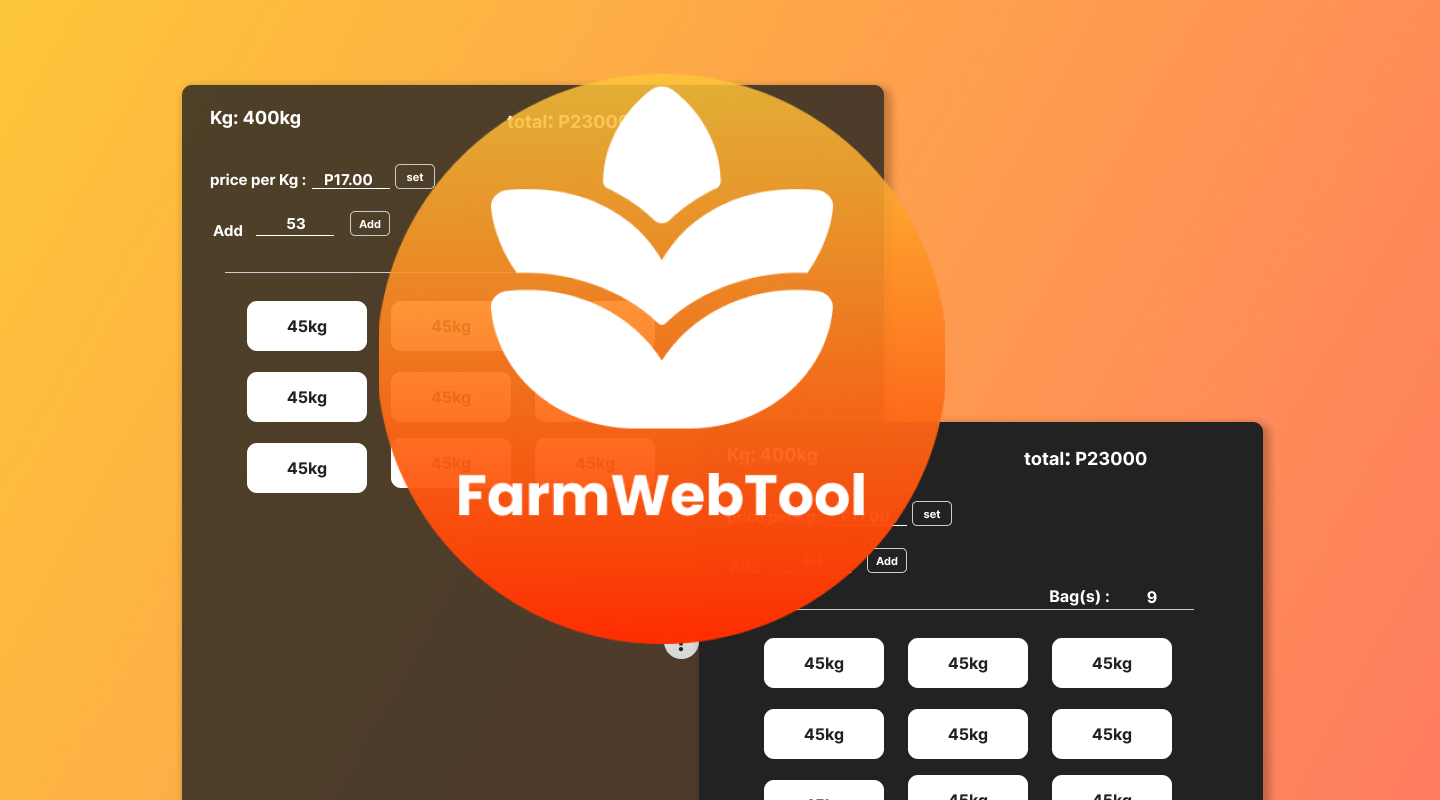 Kg: 400kg
total: P23000
price per Kg : P17.00 set
Add 53 Add
45kg 45kg
45kg 45kg
45kg 45kg 45kg
FarmWebTool
Kg: 400kg
total: P23000
price per Kg : P17.00 set
Add 53 Add
Bag(s) : 9
45kg 45kg 45kg
45kg 45kg 45kg
45kg 45kg